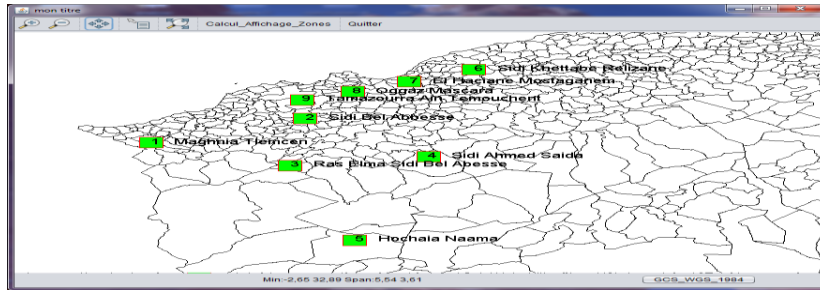 mon titre
Calcul_Affichage_Zones Quitter
6 Sidi Khettabe Relizane
7 El Haciane Mostaganem
8 Oggaz Mascara
9 Tamazourra Ain Temouchent
2 Sidi Bel Abbesse
1 Maghnia Tlemcen
4 Sidi Ahmed Saida
3 Ras Elma Sidi Bel Abesse
5 Hochaia Naama
Min:-2,65 32,89 Span:5,54 3,61 GCS_WGS_1984